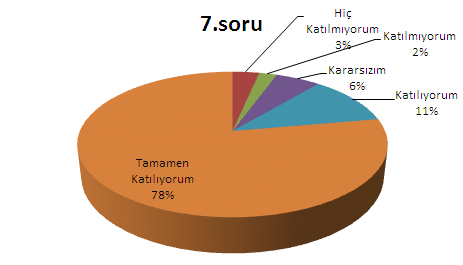 7.soru
Hiç
Katılmıyorum
3%
Katılmıyorum
2%
Kararsızım
6%
Katılıyorum
11%
Tamamen
Katılıyorum
78%